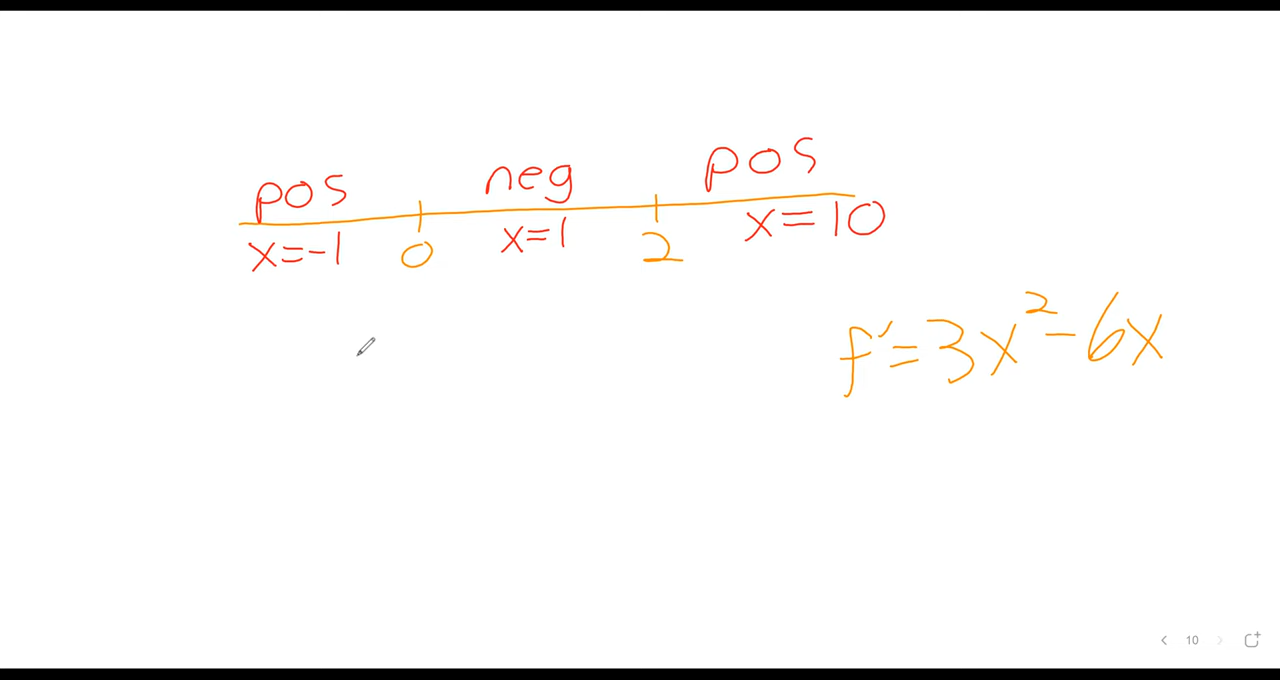 pos neg pos
x=-1 0 x=1 2 x=10
f'=3x²-6x
10